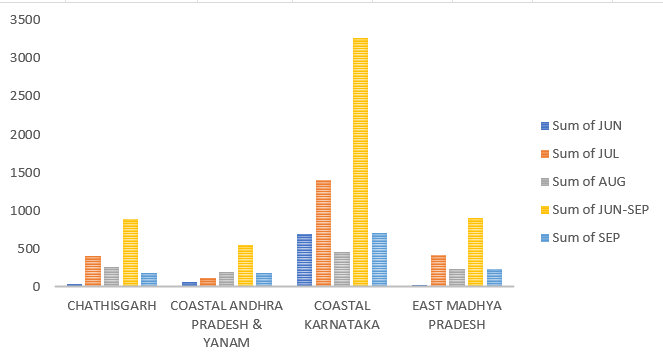 3500
3000
2500
2000
1500
1000
500
0
CHATHISGARH
COASTAL ANDHRA
PRADESH &
YANAM
COASTAL
KARNATAKA
EAST MADHYA
PRADESH
Sum of JUN
Sum of JUL
Sum of AUG
Sum of JUN-SEP
Sum of SEP